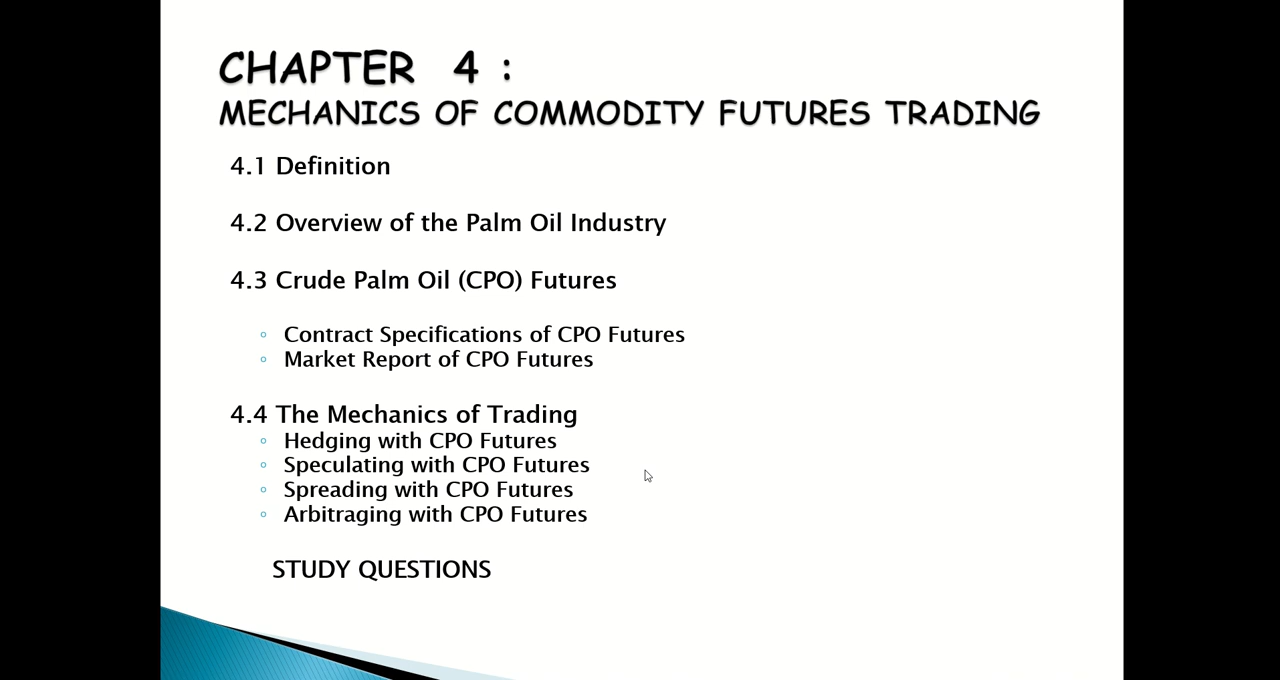 CHAPTER 4 :
MECHANICS OF COMMODITY FUTURES TRADING
4.1 Definition
4.2 Overview of the Palm Oil Industry
4.3 Crude Palm Oil (CPO) Futures
◦ Contract Specifications of CPO Futures
◦ Market Report of CPO Futures
4.4 The Mechanics of Trading
◦ Hedging with CPO Futures
◦ Speculating with CPO Futures
◦ Spreading with CPO Futures
◦ Arbitraging with CPO Futures
STUDY QUESTIONS